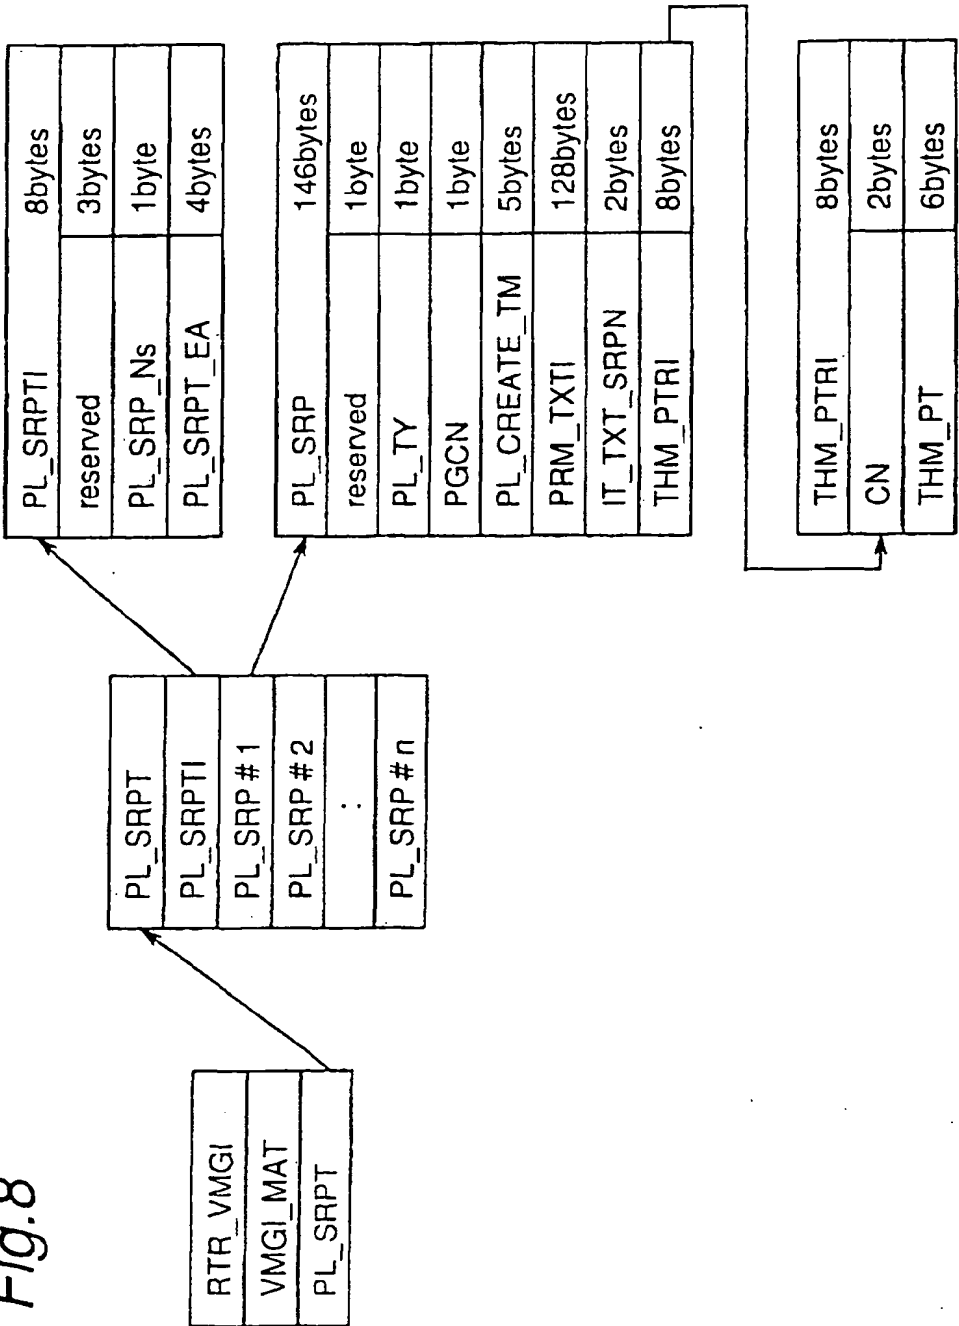 Fig.8
RTR_VMGI
VMGI_MAT
PL_SRPT
PL_SRPT
PL_SRPTI
PL_SRP#1
PL_SRP#2
:
PL_SRP#n
PL_SRPTI 8bytes
reserved 3bytes
PL_SRP_Ns 1byte
PL_SRPT_EA 4bytes
PL_SRP 146bytes
reserved 1byte
PL_TY 1byte
PGCN 1byte
PL_CREATE_TM 5bytes
PRM_TXTI 128bytes
IT_TXT_SRPN 2bytes
THM_PTRI 8bytes
THM_PTRI 8bytes
CN 2bytes
THM_PT 6bytes